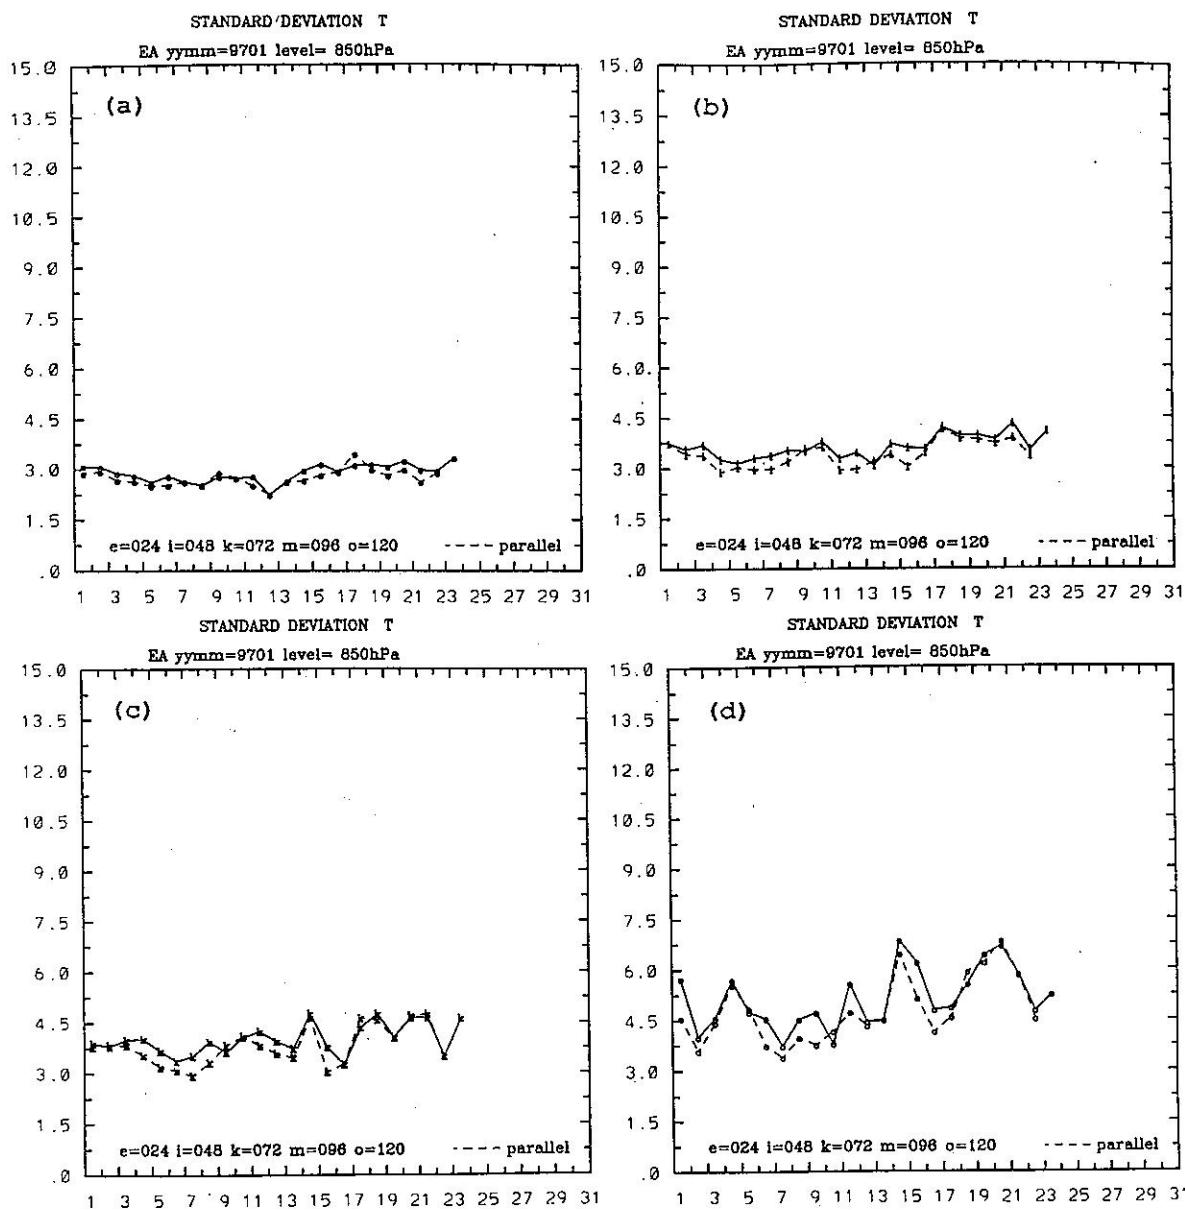 STANDARD DEVIATION T
EA yymm=9701 level= 850hPa
15.0
(a)
13.5
12.0
10.5
9.0
7.5
6.0
4.5
3.0
1.5
e=024 i=048 k=072 m=096 o=120 parallel
.0
1 3 5 7 9 11 13 15 17 19 21 23 25 27 29 31
STANDARD DEVIATION T
EA yymm=9701 level= 850hPa
15.0
(b)
13.5
12.0
10.5
9.0
7.5
6.0
4.5
3.0
1.5
e=024 i=048 k=072 m=096 o=120 parallel
.0
1 3 5 7 9 11 13 15 17 19 21 23 25 27 29 31
STANDARD DEVIATION T
EA yymm=9701 level= 850hPa
15.0
(c)
13.5
12.0
10.5
9.0
7.5
6.0
4.5
3.0
1.5
e=024 i=048 k=072 m=096 o=120 parallel
.0
1 3 5 7 9 11 13 15 17 19 21 23 25 27 29 31
STANDARD DEVIATION T
EA yymm=9701 level= 850hPa
15.0
(d)
13.5
12.0
10.5
9.0
7.5
6.0
4.5
3.0
1.5
e=024 i=048 k=072 m=096 o=120 parallel
.0
1 3 5 7 9 11 13 15 17 19 21 23 25 27 29 31